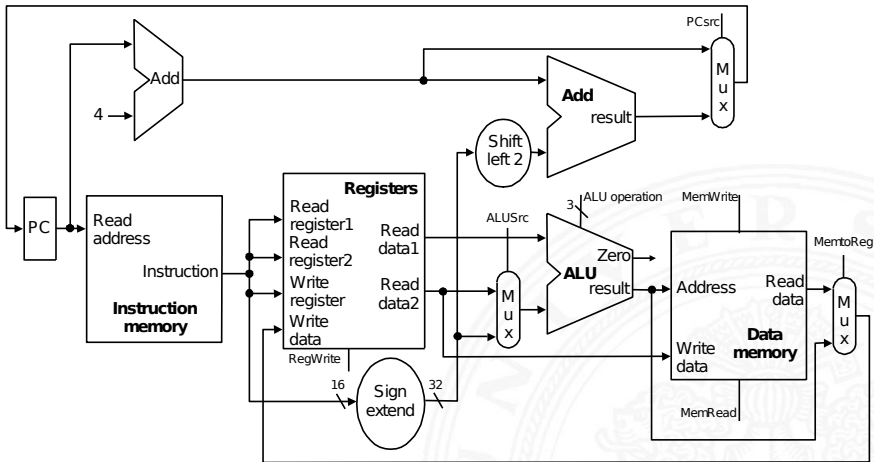 PCsrc
M
u
x
Add
4
Add
result
Shift
left 2
PC
Read
address
Instruction
Instruction
memory
Registers
Read
register1
Read
register2
Write
register
Write
data
Read
data1
Read
data2
RegWrite
16
Sign
extend
32
ALUSrc
M
u
x
3
ALU operation
Zero
ALU
result
MemWrite
Address
Read
data
Write
data
Data
memory
MemRead
MemtoReg
M
u
x